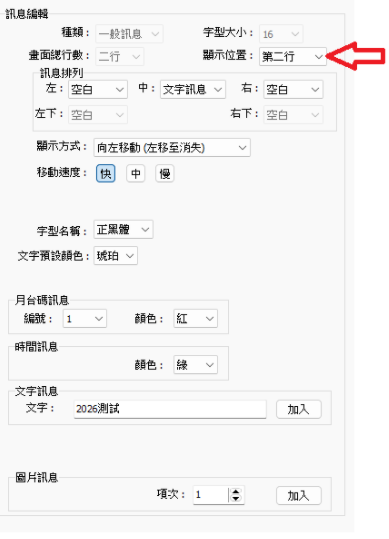 訊息編輯
種類： 一般訊息 字型大小： 16
畫面總行數： 二行 顯示位置： 第二行
訊息排列
左： 空白 中： 文字訊息 右： 空白
左下： 空白 右下： 空白
顯示方式： 向左移動 (左移至消失)
移動速度： 快 中 慢
字型名稱： 正黑體
文字預設顏色： 琥珀
月台碼訊息
編號： 1 顏色： 紅
時間訊息
顏色： 綠
文字訊息
文字： 2026測試 加入
圖片訊息
項次： 1 加入